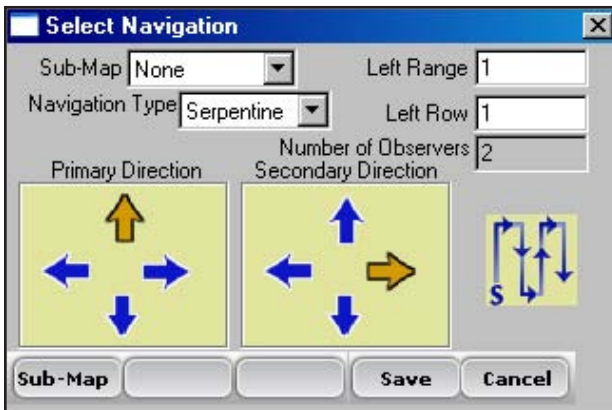 Select Navigation
Sub-Map None
Left Range 1
Navigation Type Serpentine
Left Row 1
Number of Observers 2
Primary Direction
Secondary Direction
S
Sub-Map
Save
Cancel